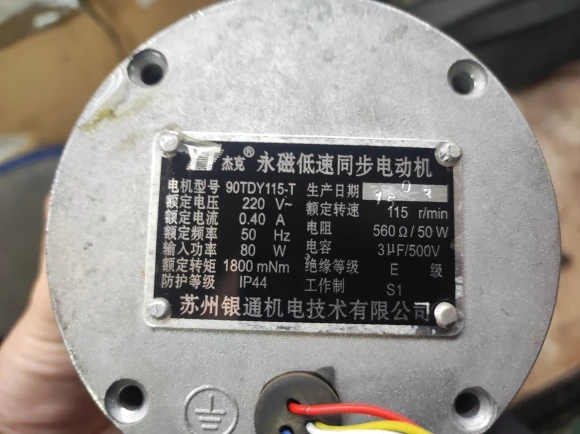 杰克® 永磁低速同步电动机
电机型号 90TDY115-T 生产日期
额定电压 220 V~ 额定转速 115 r/min
额定电流 0.40 A 电阻 560Ω/50W
额定频率 50 Hz 电容 3μF/500V
输入功率 80 W 绝缘等级 E 级
额定转矩 1800 mNm 工作制 S1
防护等级 IP44
苏州银通机电技术有限公司